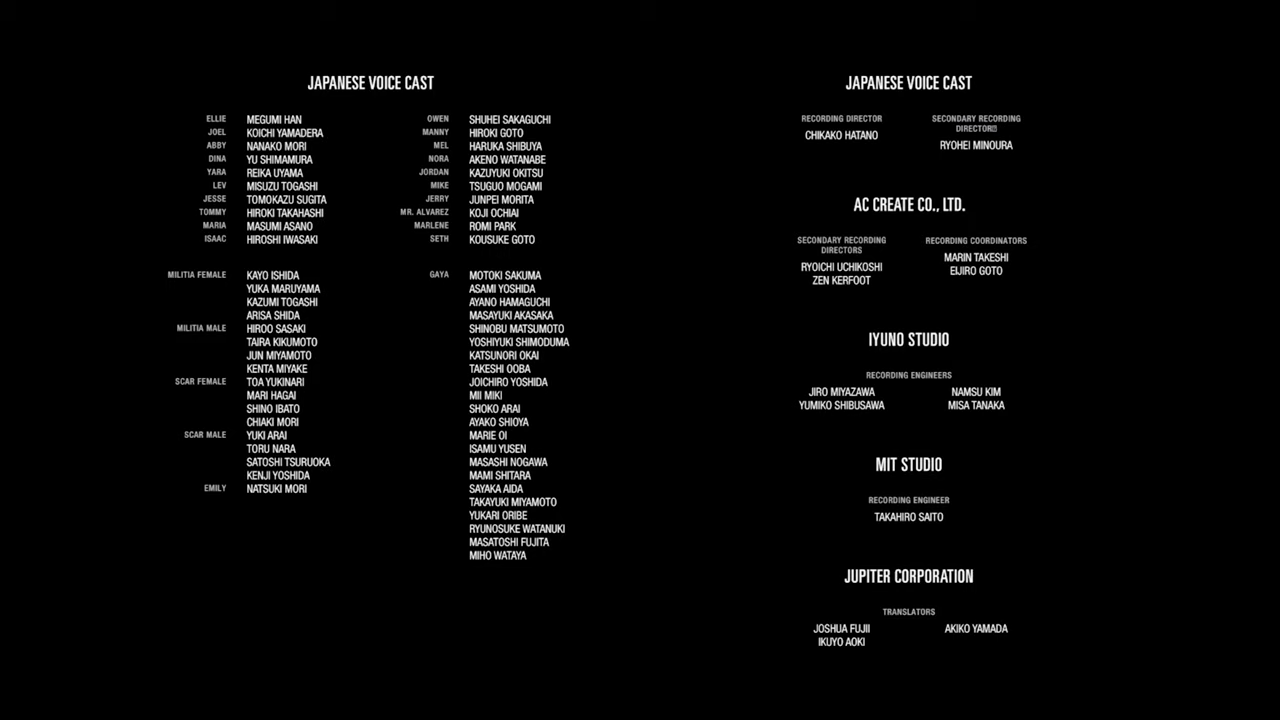 JAPANESE VOICE CAST
ELLIE MEGUMI HAN
JOEL KOICHI YAMADERA
ABBY NANAKO MORI
DINA YU SHIMAMURA
YARA REIKA UYAMA
LEV MISUZU TOGASHI
JESSE TOMOKAZU SUGITA
TOMMY HIROKI TAKAHASHI
MARIA MASUMI ASANO
ISAAC HIROSHI IWASAKI
OWEN SHUHEI SAKAGUCHI
MANNY HIROKI GOTO
MEL HARUKA SHIBUYA
NORA AKENO WATANABE
JORDAN KAZUYUKI OKITSU
MIKE TSUGUO MOGAMI
JERRY JUNPEI MORITA
MR. ALVAREZ KOJI OCHIAI
MARLENE ROMI PARK
SETH KOUSUKE GOTO
MILITIA FEMALE KAYO ISHIDA
YUKA MARUYAMA
KAZUMI TOGASHI
ARISA SHIDA
MILITIA MALE HIROO SASAKI
TAIRA KIKUMOTO
JUN MIYAMOTO
KENTA MIYAKE
SCAR FEMALE TOA YUKINARI
MARI HAGAI
SHINO IBATO
CHIAKI MORI
SCAR MALE YUKI ARAI
TORU NARA
SATOSHI TSURUOKA
KENJI YOSHIDA
EMILY NATSUKI MORI
GAYA MOTOKI SAKUMA
ASAMI YOSHIDA
AYANO HAMAGUCHI
MASAYUKI AKASAKA
SHINOBU MATSUMOTO
YOSHIYUKI SHIMODUMA
KATSUNORI OKAI
TAKESHI OOBA
JOICHIRO YOSHIDA
MII MIKI
SHOKO ARAI
AYAKO SHIOYA
MARIE OI
ISAMU YUSEN
MASASHI NOGAWA
MAMI SHITARA
SAYAKA AIDA
TAKAYUKI MIYAMOTO
YUKARI ORIBE
RYUNOSUKE WATANUKI
MASATOSHI FUJITA
MIHO WATAYA
JAPANESE VOICE CAST
RECORDING DIRECTOR
CHIKAKO HATANO
SECONDARY RECORDING
DIRECTOR
RYOHEI MINOURA
AC CREATE CO., LTD.
SECONDARY RECORDING
DIRECTORS
RYOICHI UCHIKOSHI
ZEN KERFOOT
RECORDING COORDINATORS
MARIN TAKESHI
EIJIRO GOTO
IYUNO STUDIO
RECORDING ENGINEERS
JIRO MIYAZAWA
YUMIKO SHIBUSAWA
NAMSU KIM
MISA TANAKA
MIT STUDIO
RECORDING ENGINEER
TAKAHIRO SAITO
JUPITER CORPORATION
TRANSLATORS
JOSHUA FUJII
IKUYO AOKI
AKIKO YAMADA